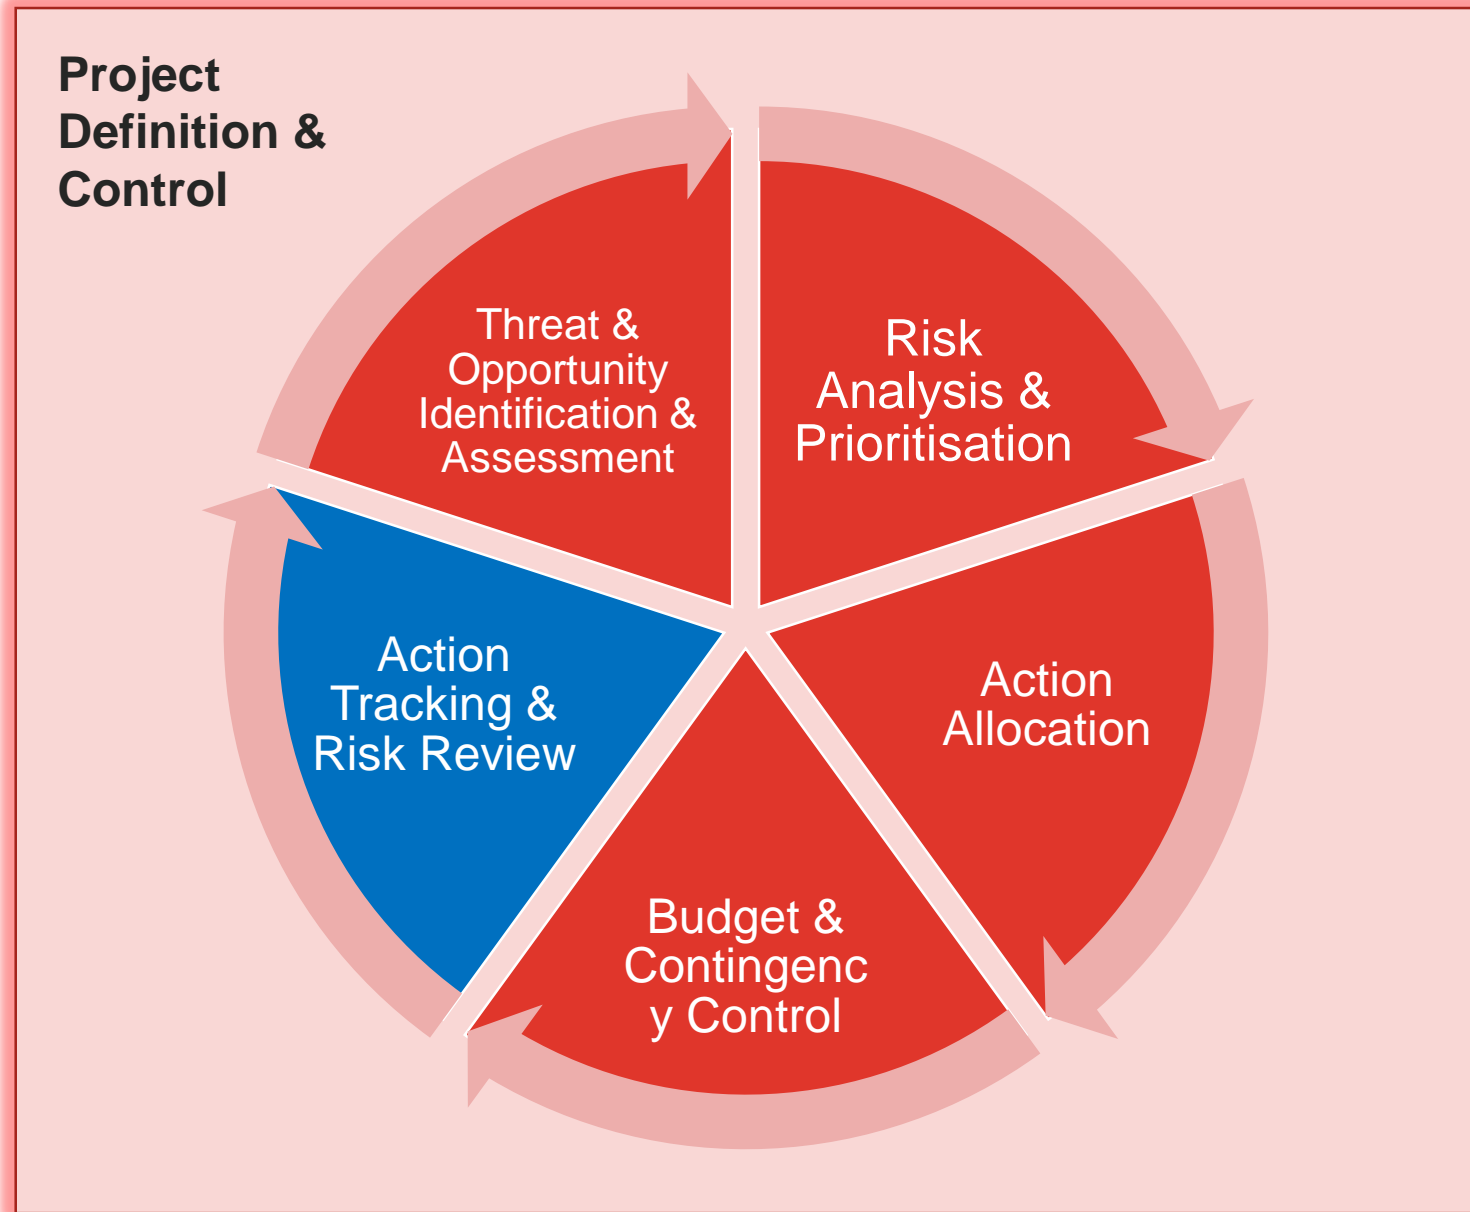 Project
Definition &
Control
Threat &
Opportunity
Identification &
Assessment
Risk
Analysis &
Prioritisation
Action
Allocation
Budget &
Contingenc
y Control
Action
Tracking &
Risk Review